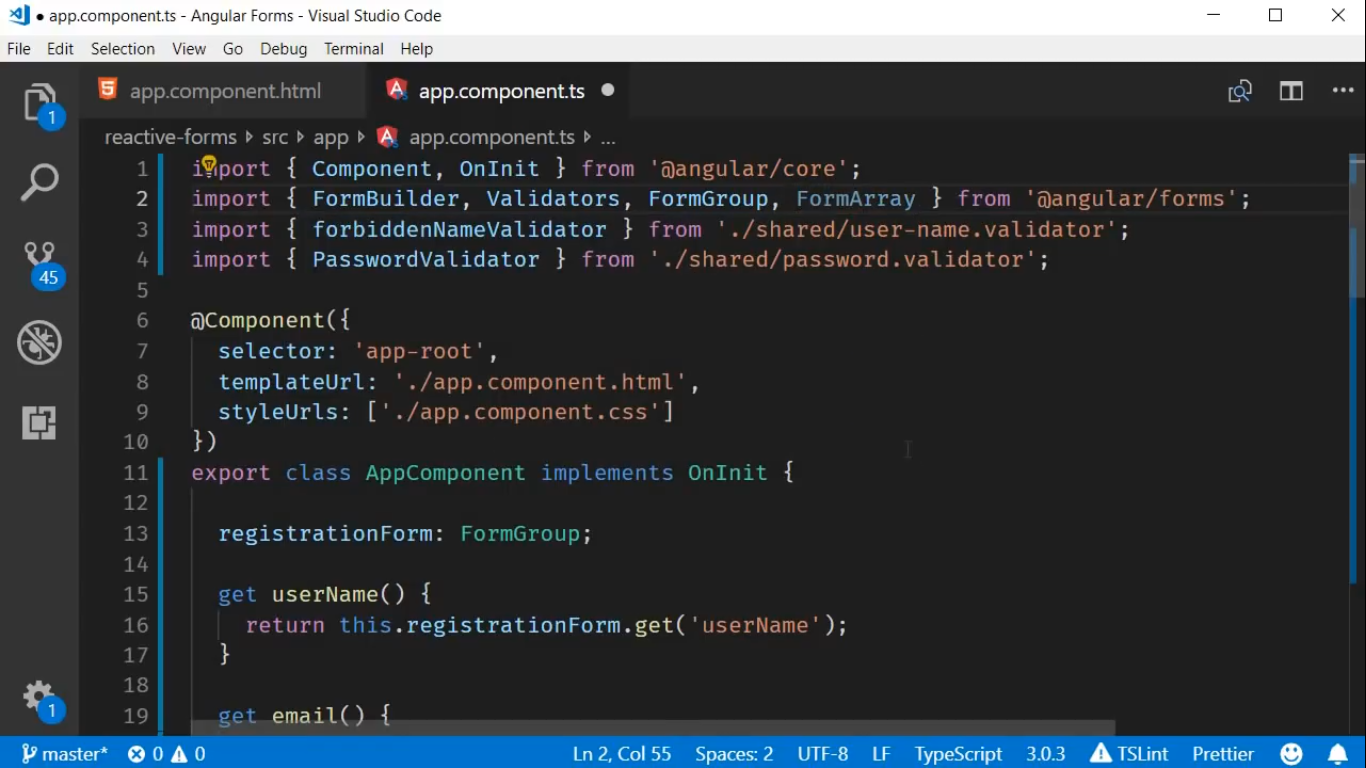 ● app.component.ts - Angular Forms - Visual Studio Code
File Edit Selection View Go Debug Terminal Help
app.component.html app.component.ts
reactive-forms src app app.component.ts ...
1 import { Component, OnInit } from '@angular/core';
2 import { FormBuilder, Validators, FormGroup, FormArray } from '@angular/forms';
3 import { forbiddenNameValidator } from './shared/user-name.validator';
4 import { PasswordValidator } from './shared/password.validator';
5
6 @Component({
7 selector: 'app-root',
8 templateUrl: './app.component.html',
9 styleUrls: ['./app.component.css']
10 })
11 export class AppComponent implements OnInit {
12
13 registrationForm: FormGroup;
14
15 get userName() {
16 return this.registrationForm.get('userName');
17 }
18
19 get email() {
1
45
1
master* 0 0 Ln 2, Col 55 Spaces: 2 UTF-8 LF TypeScript 3.0.3 TSLint Prettier